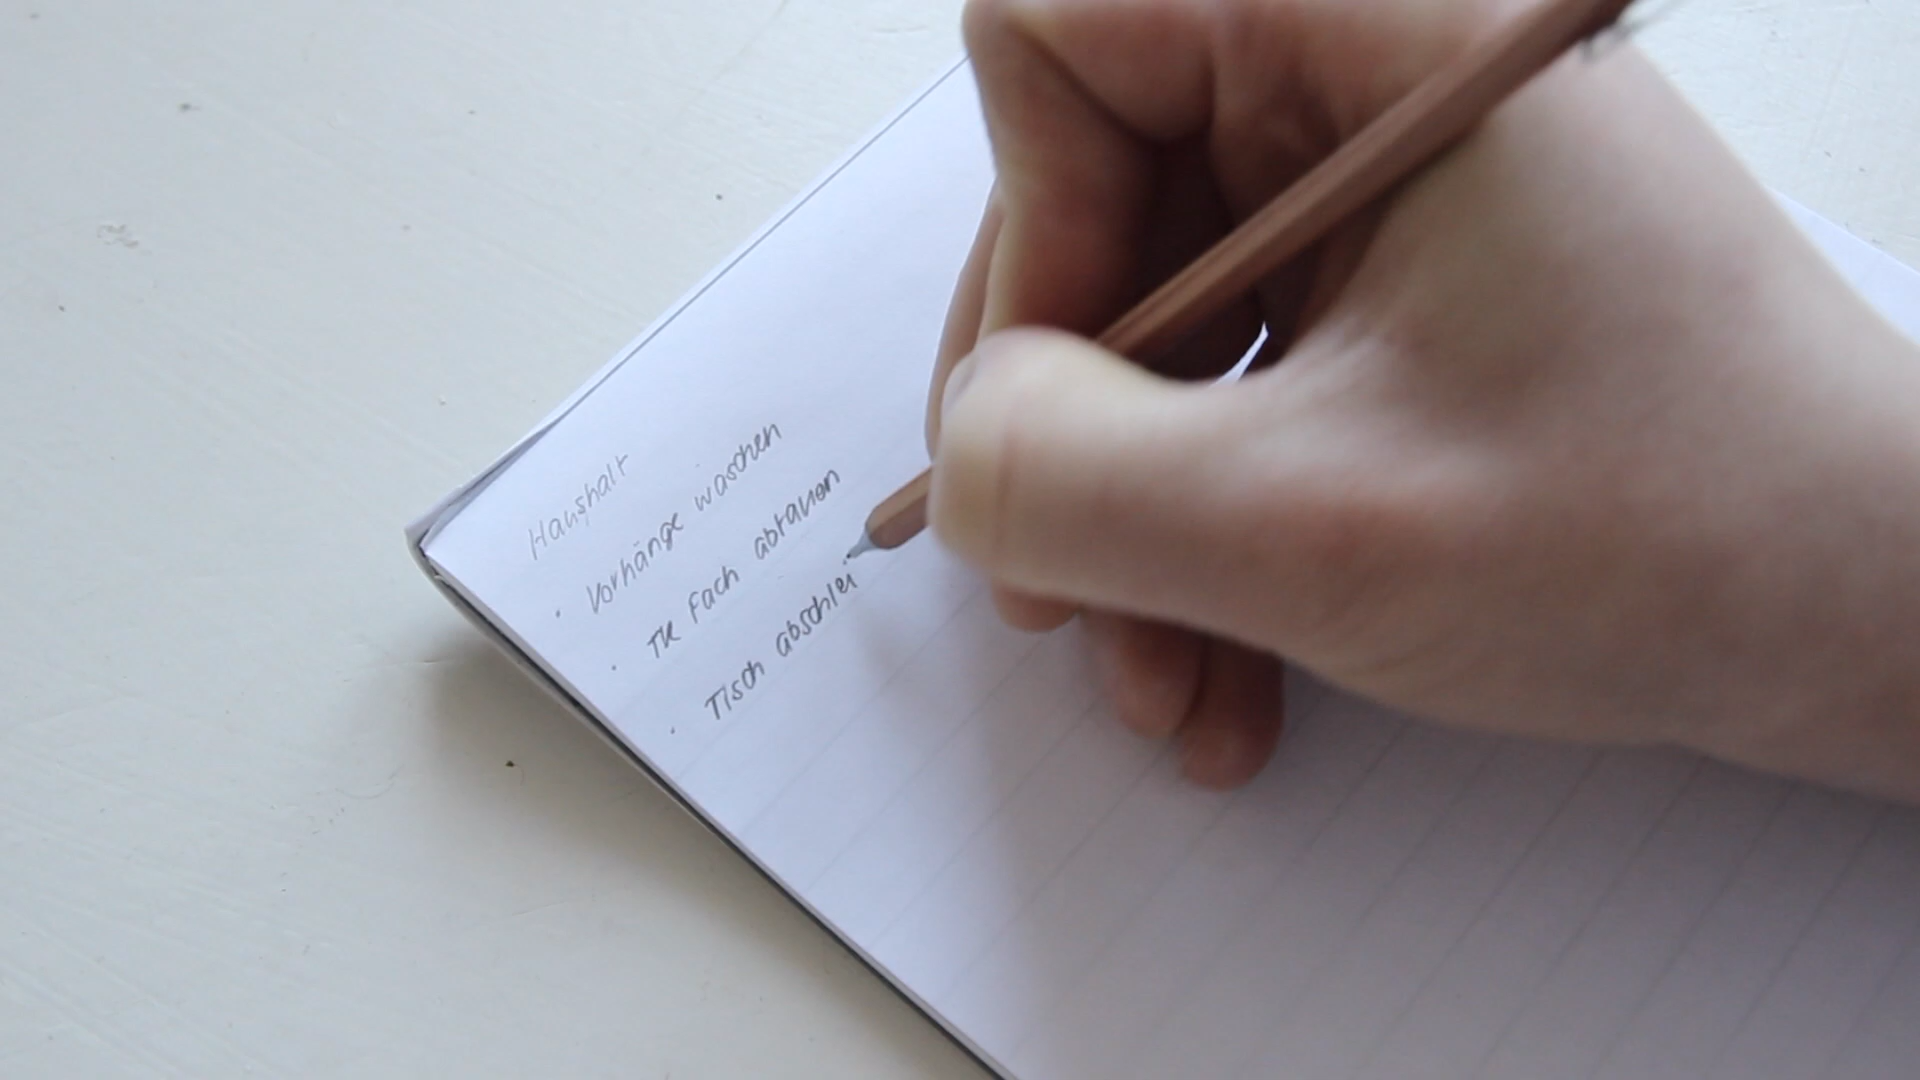 Haushalt
· Vorhänge waschen
· TK Fach abtauen
· Tisch abschlei